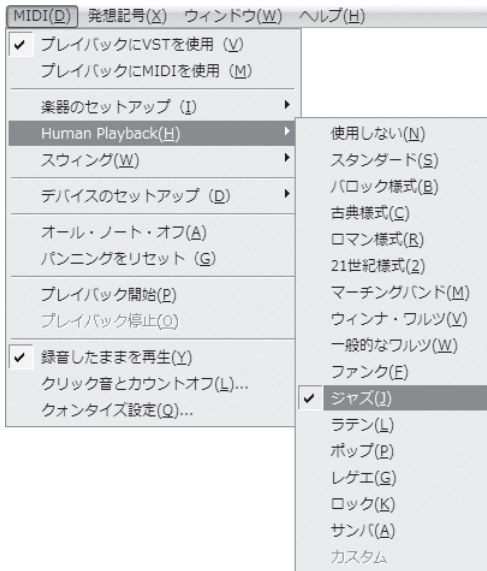 MIDI(D) 発想記号(X) ウィンドウ(W) ヘルプ(H)
プレイバックにVSTを使用 (V)
プレイバックにMIDIを使用 (M)
楽器のセットアップ (I)
Human Playback(H)
スウィング(W)
デバイスのセットアップ (D)
オール・ノート・オフ(A)
パンニングをリセット (G)
プレイバック開始(P)
プレイバック停止(O)
録音したままを再生(Y)
クリック音とカウントオフ(L)...
クォンタイズ設定(Q)...
使用しない(N)
スタンダード(S)
バロック様式(B)
古典様式(C)
ロマン様式(R)
21世紀様式(2)
マーチングバンド(M)
ウィンナ・ワルツ(V)
一般的なワルツ(W)
ファンク(F)
ジャズ(J)
ラテン(L)
ポップ(P)
レゲエ(G)
ロック(K)
サンバ(A)
カスタム